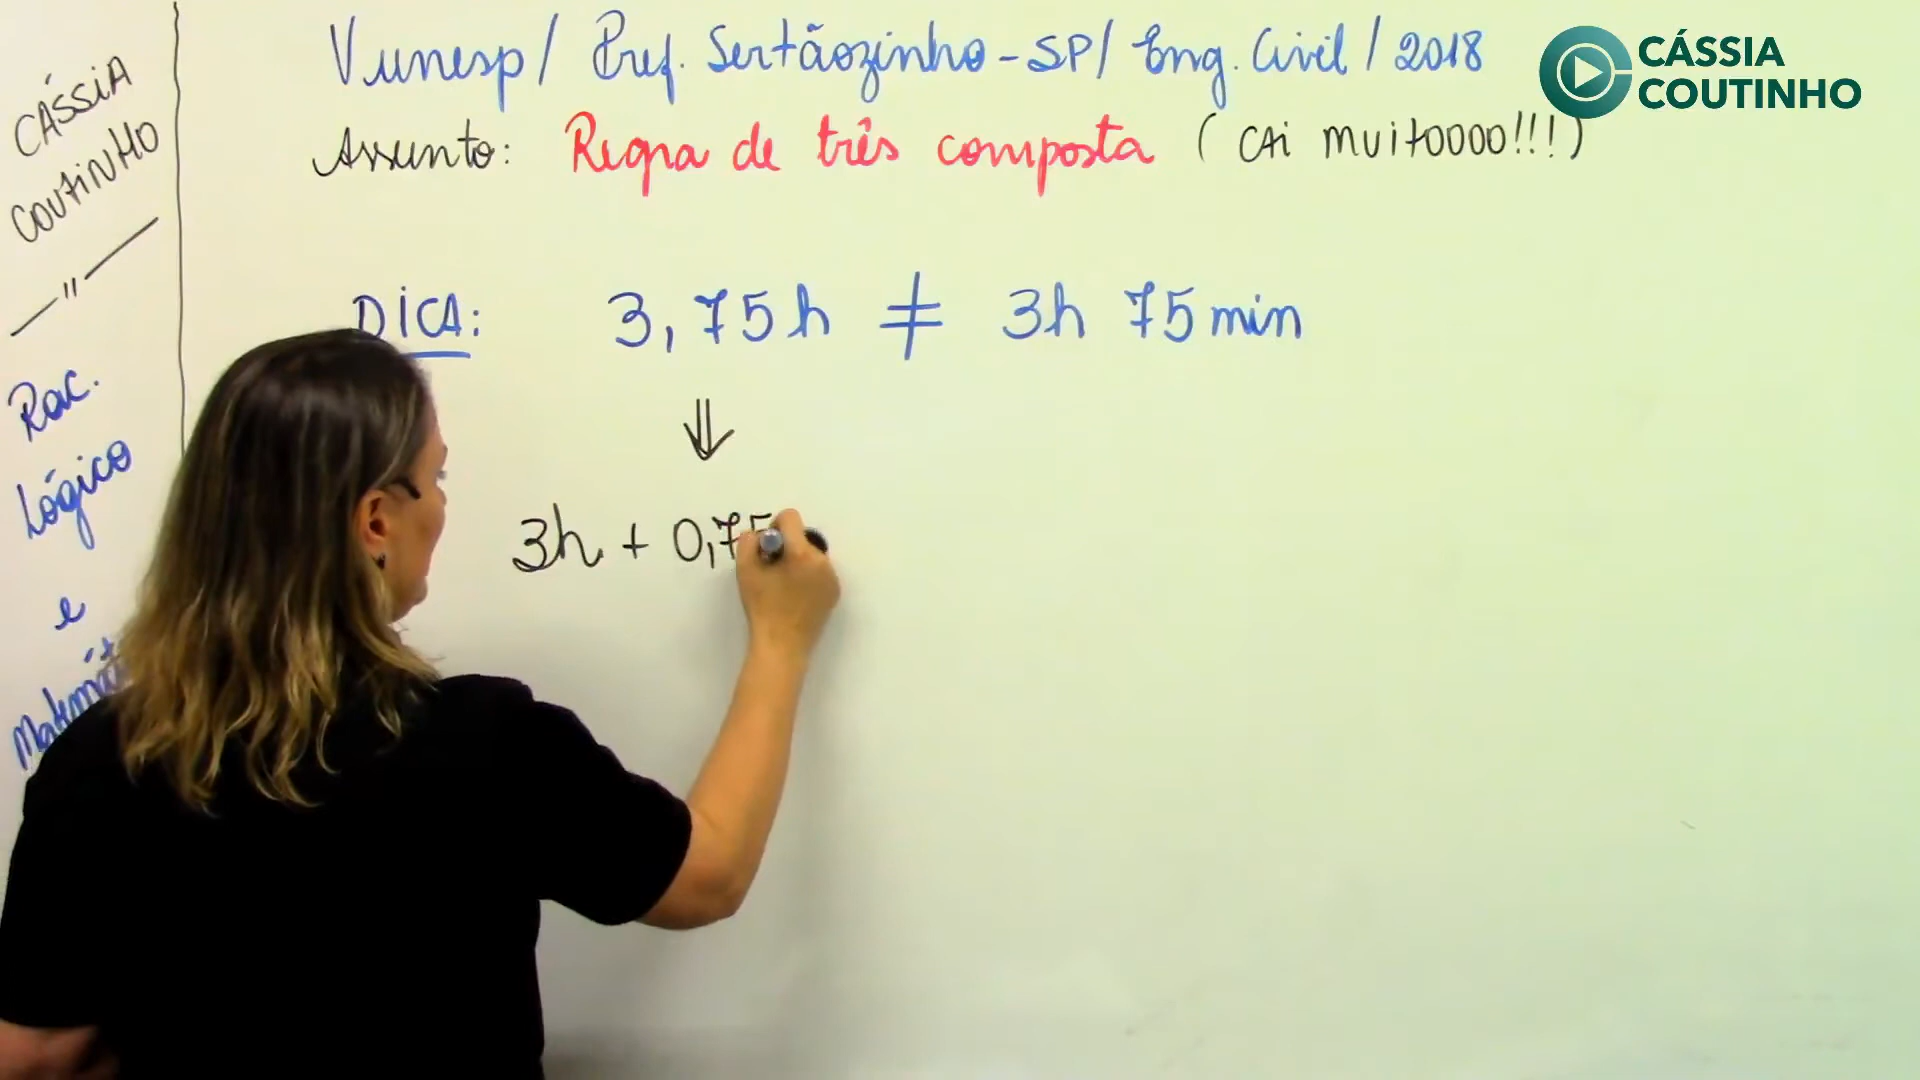 Vunesp / Pref. Sertãozinho - SP / Eng. Civil / 2018
Assunto: Regra de três composta ( CAi MUitOOOO!!! )
CÁSSIA
COUTINHO
CÁSSiA
COUtiNHO
"
Rac.
Lógico
e
DICA: 3,75h ≠ 3h 75 min
⇓
3h + 0,75